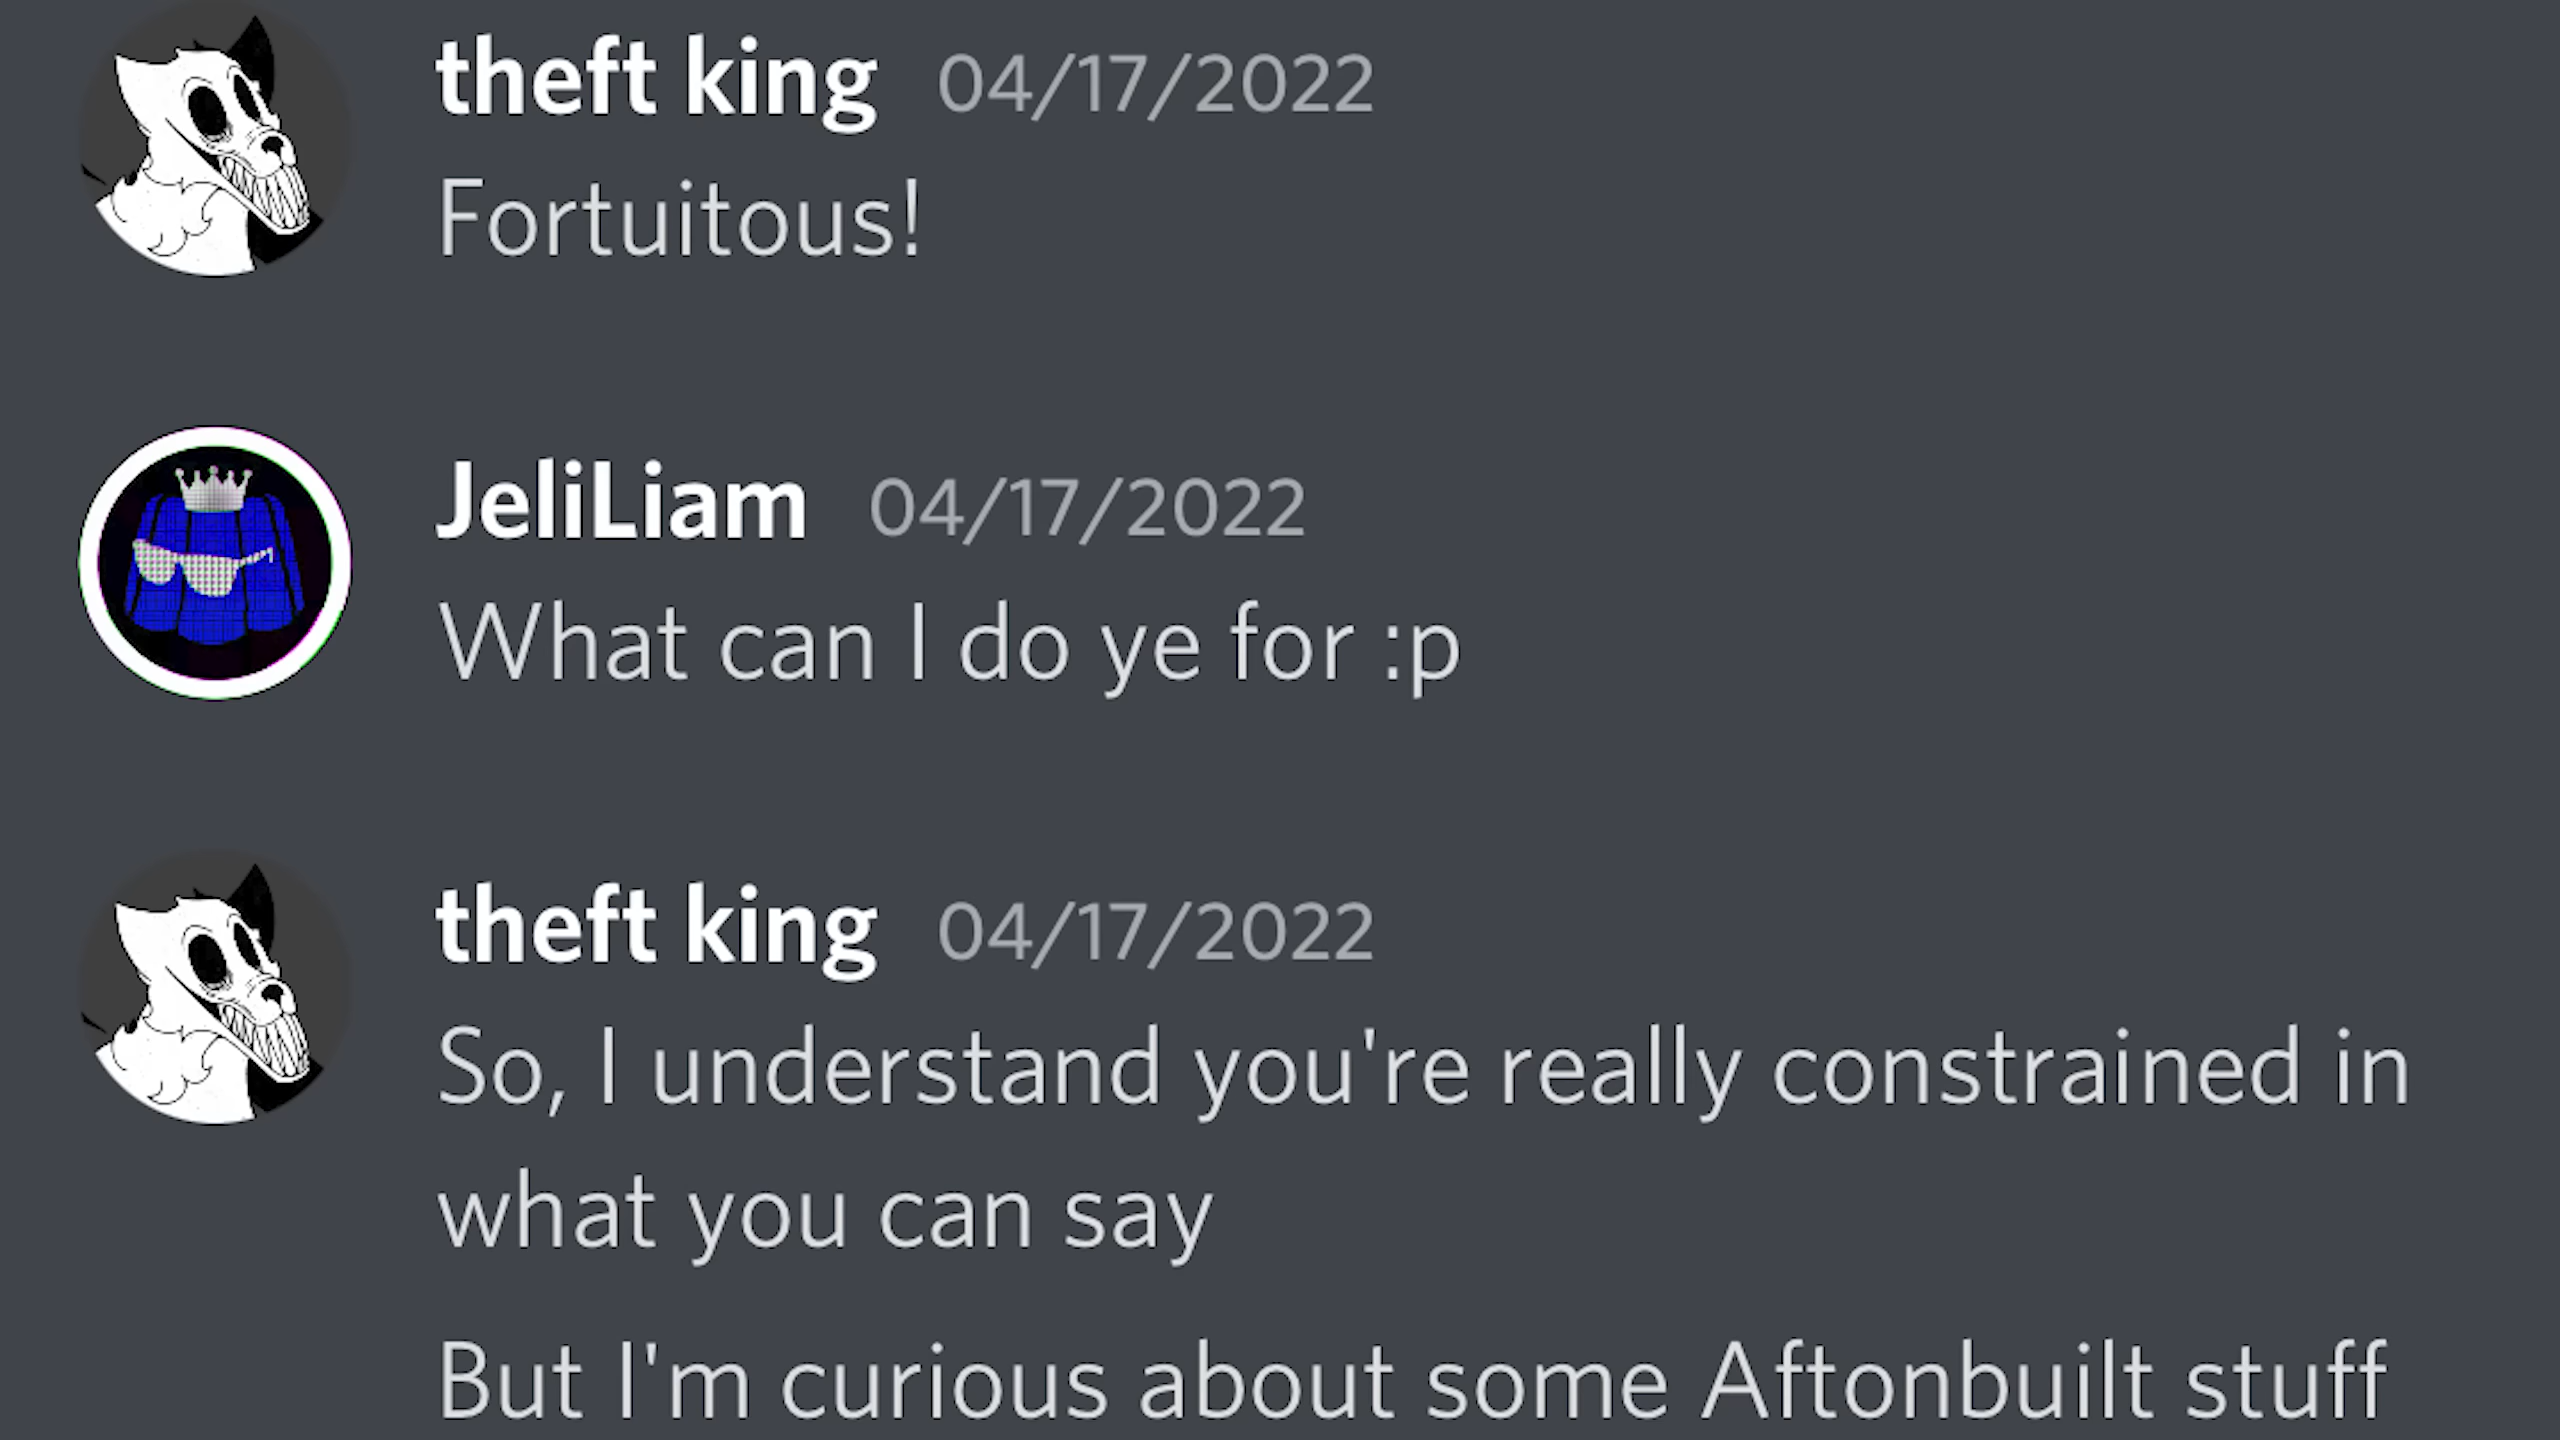 theft king 04/17/2022
Fortuitous!
JeliLiam 04/17/2022
What can I do ye for :p
theft king 04/17/2022
So, I understand you're really constrained in
what you can say
But I'm curious about some Aftonbuilt stuff